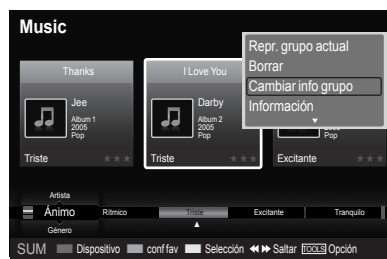 Music
Repr. grupo actual
Borrar
Cambiar info grupo
Información
Thanks
Jee
Album 1
2005
Pop
Triste
I Love You
Darby
Album 2
2005
Pop
Triste
2005
Pop
Excitante
Artista
Ánimo
Rítmico
Triste
Excitante
Tranquilo
Género
SUM Dispositivo conf fav Selección Saltar TOOLS Opción